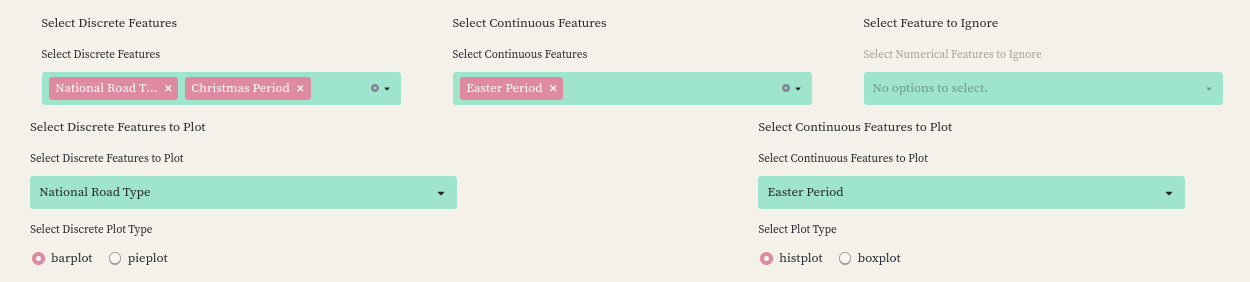 Select Discrete Features
Select Continuous Features
Select Feature to Ignore
Select Discrete Features
Select Continuous Features
Select Numerical Features to Ignore
National Road T... × Christmas Period ×
Easter Period ×
No options to select.
Select Discrete Features to Plot
Select Continuous Features to Plot
Select Discrete Features to Plot
Select Continuous Features to Plot
National Road Type
Easter Period
Select Discrete Plot Type
Select Plot Type
barplot pieplot
histplot boxplot